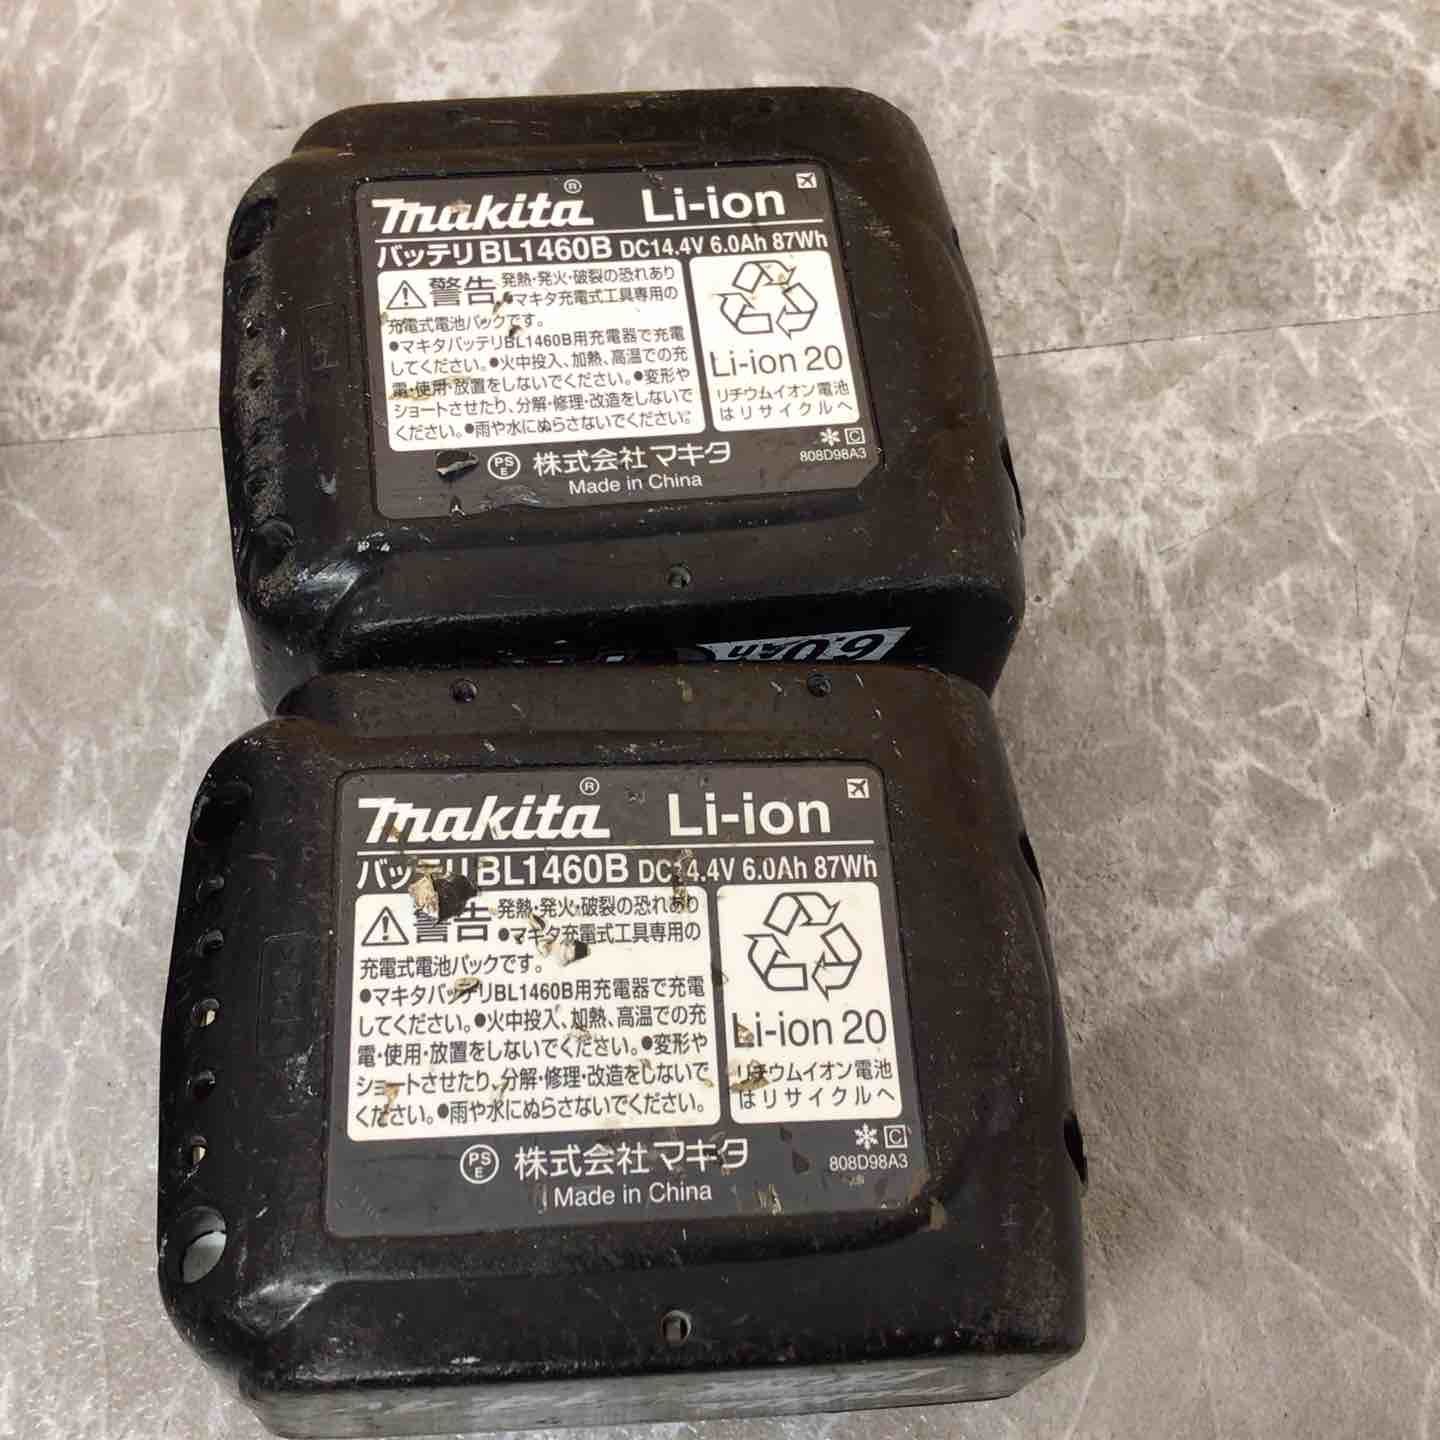 makita® Li-ion
バッテリ BL1460B DC14.4V 6.0Ah 87Wh
警告 発熱・発火・破裂の恐れあり
●マキタ充電式工具専用の
充電式電池パックです。
●マキタバッテリBL1460B用充電器で充電
してください。●火中投入、加熱、高温での充
電・使用・放置をしないでください。●変形や
ショートさせたり、分解・修理・改造をしないで
ください。●雨や水にぬらさないでください。
Li-ion 20
リチウムイオン電池
はリサイクルへ
PSE 株式会社マキタ
Made in China
C
808D98A3
6.0Ah
makita® Li-ion
バッテリ BL1460B DC14.4V 6.0Ah 87Wh
警告 発熱・発火・破裂の恐れあり
●マキタ充電式工具専用の
充電式電池パックです。
●マキタバッテリBL1460B用充電器で充電
してください。●火中投入、加熱、高温での充
電・使用・放置をしないでください。●変形や
ショートさせたり、分解・修理・改造をしないで
ください。●雨や水にぬらさないでください。
Li-ion 20
リチウムイオン電池
はリサイクルへ
PSE 株式会社マキタ
Made in China
C
808D98A3